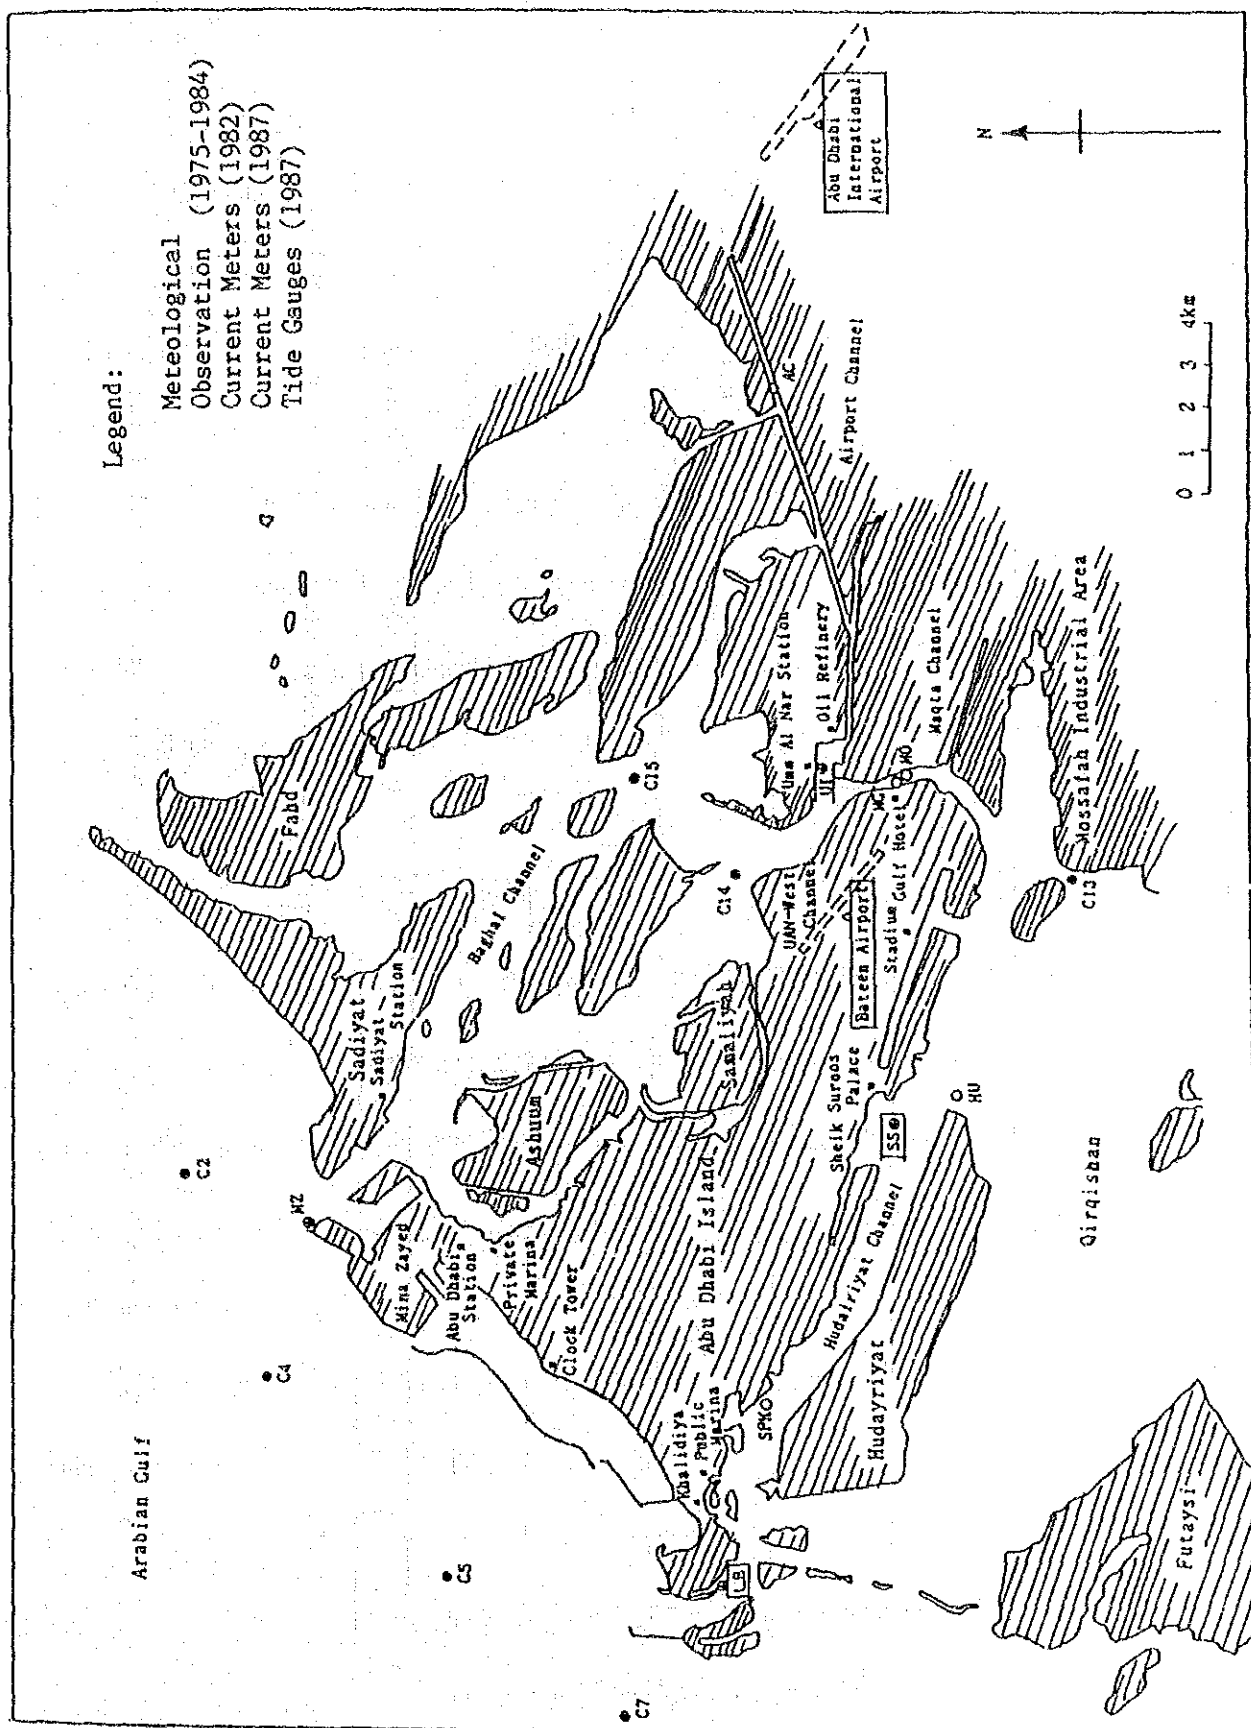 Legend:
Meteological
Observation (1975-1984)
Current Meters (1982)
Current Meters (1987)
Tide Gauges (1987)
Arabian Gulf
C2
C4
C5
C7
MZ
Mina Zayed
Abu Dhabi
Station
Private
Marina
Clock Tower
Sadiyat
Sadiyat
Station
Fahd
Baghal Channel
C15
C14
Ashuum
Samaliyah
UAN-West
Channel
Umm Al Nar Station
Oil Refinery
UI
AC
Airport Channel
Abu Dhabi
International
Airport
N
0 1 2 3 4km
Maqta Channel
MO
Gulf Hotel
Stadium
Bateen Airport
Sheik Suroos
Palace
SS
HU
Abu Dhabi Island
Khalidiya
Public
Marina
SPK
LB
Hudairiyat Channel
Hudayriyat
Mossafah Industrial Area
C13
Qirqishan
Futaysi